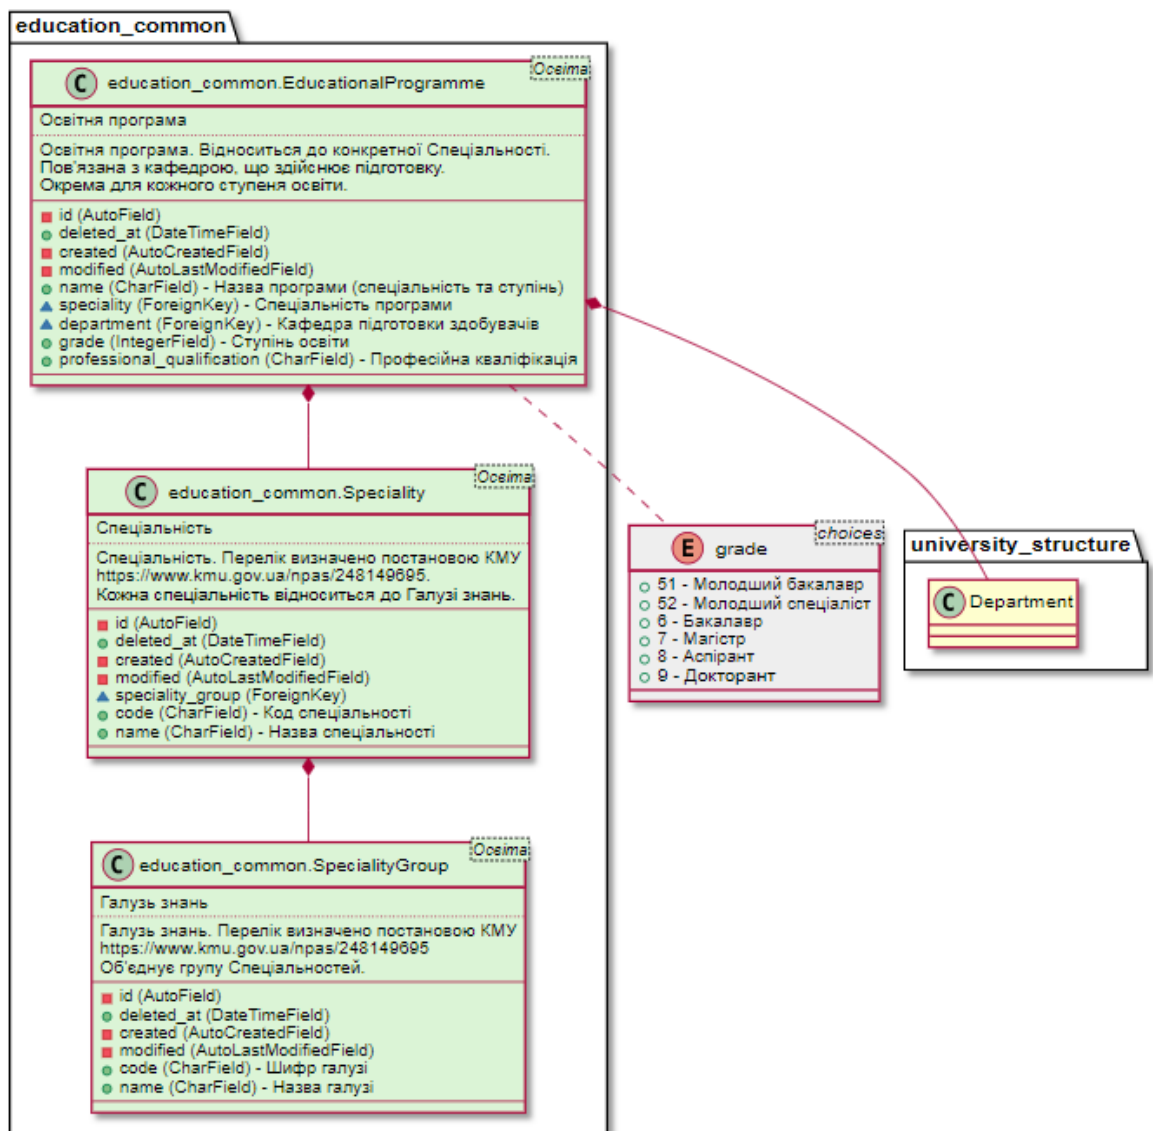 education_common
Освіта
C education_common.EducationalProgramme
Освітня програма
Освітня програма. Відноситься до конкретної Спеціальності.
Пов'язана з кафедрою, що здійснює підготовку.
Окрема для кожного ступеня освіти.
id (AutoField)
deleted_at (DateTimeField)
created (AutoCreatedField)
modified (AutoLastModifiedField)
name (CharField) - Назва програми (спеціальність та ступінь)
speciality (ForeignKey) - Спеціальність програми
department (ForeignKey) - Кафедра підготовки здобувачів
grade (IntegerField) - Ступінь освіти
professional_qualification (CharField) - Професійна кваліфікація
Освіта
C education_common.Speciality
Спеціальність
Спеціальність. Перелік визначено постановою КМУ
https://www.kmu.gov.ua/npas/248149695.
Кожна спеціальність відноситься до Галузі знань.
id (AutoField)
deleted_at (DateTimeField)
created (AutoCreatedField)
modified (AutoLastModifiedField)
speciality_group (ForeignKey)
code (CharField) - Код спеціальності
name (CharField) - Назва спеціальності
choices
E grade
51 - Молодший бакалавр
52 - Молодший спеціаліст
6 - Бакалавр
7 - Магістр
8 - Аспірант
9 - Докторант
university_structure
C Department
Освіта
C education_common.SpecialityGroup
Галузь знань
Галузь знань. Перелік визначено постановою КМУ
https://www.kmu.gov.ua/npas/248149695
Об'єднує групу Спеціальностей.
id (AutoField)
deleted_at (DateTimeField)
created (AutoCreatedField)
modified (AutoLastModifiedField)
code (CharField) - Шифр галузі
name (CharField) - Назва галузі